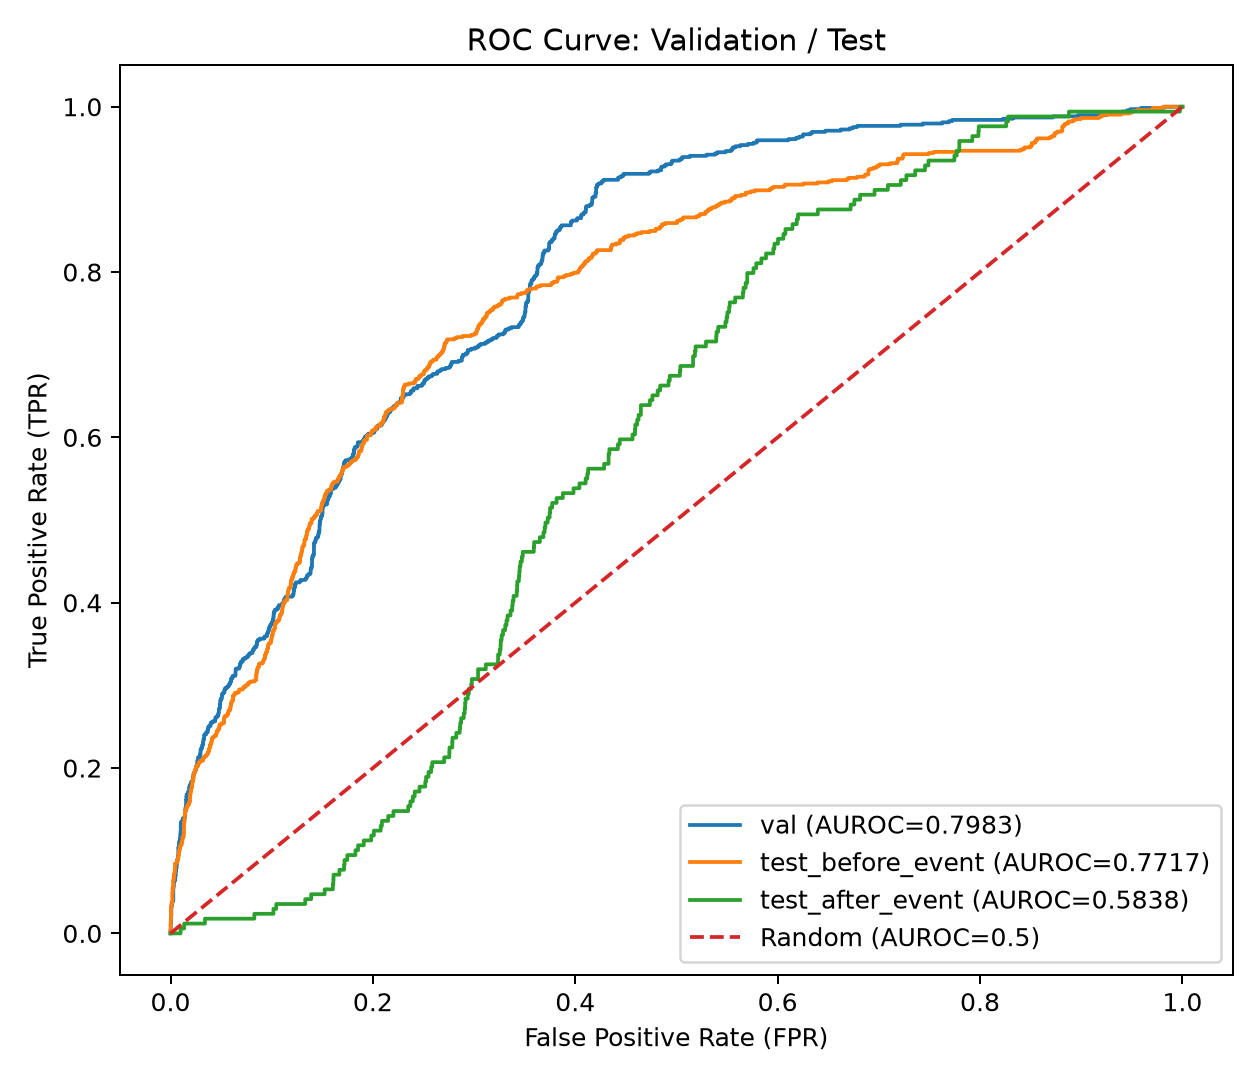 ROC Curve: Validation / Test
True Positive Rate (TPR)
1.0
0.8
0.6
0.4
0.2
0.0
val (AUROC=0.7983)
test_before_event (AUROC=0.7717)
test_after_event (AUROC=0.5838)
Random (AUROC=0.5)
0.0 0.2 0.4 0.6 0.8 1.0
False Positive Rate (FPR)